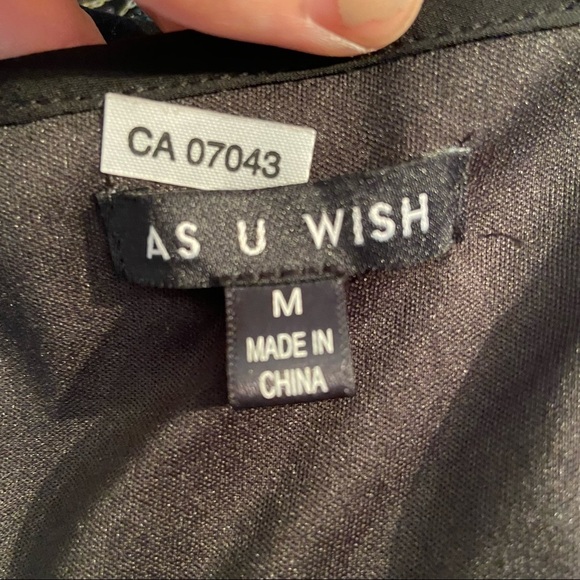 CA 07043
AS U WISH
M
MADE IN
CHINA